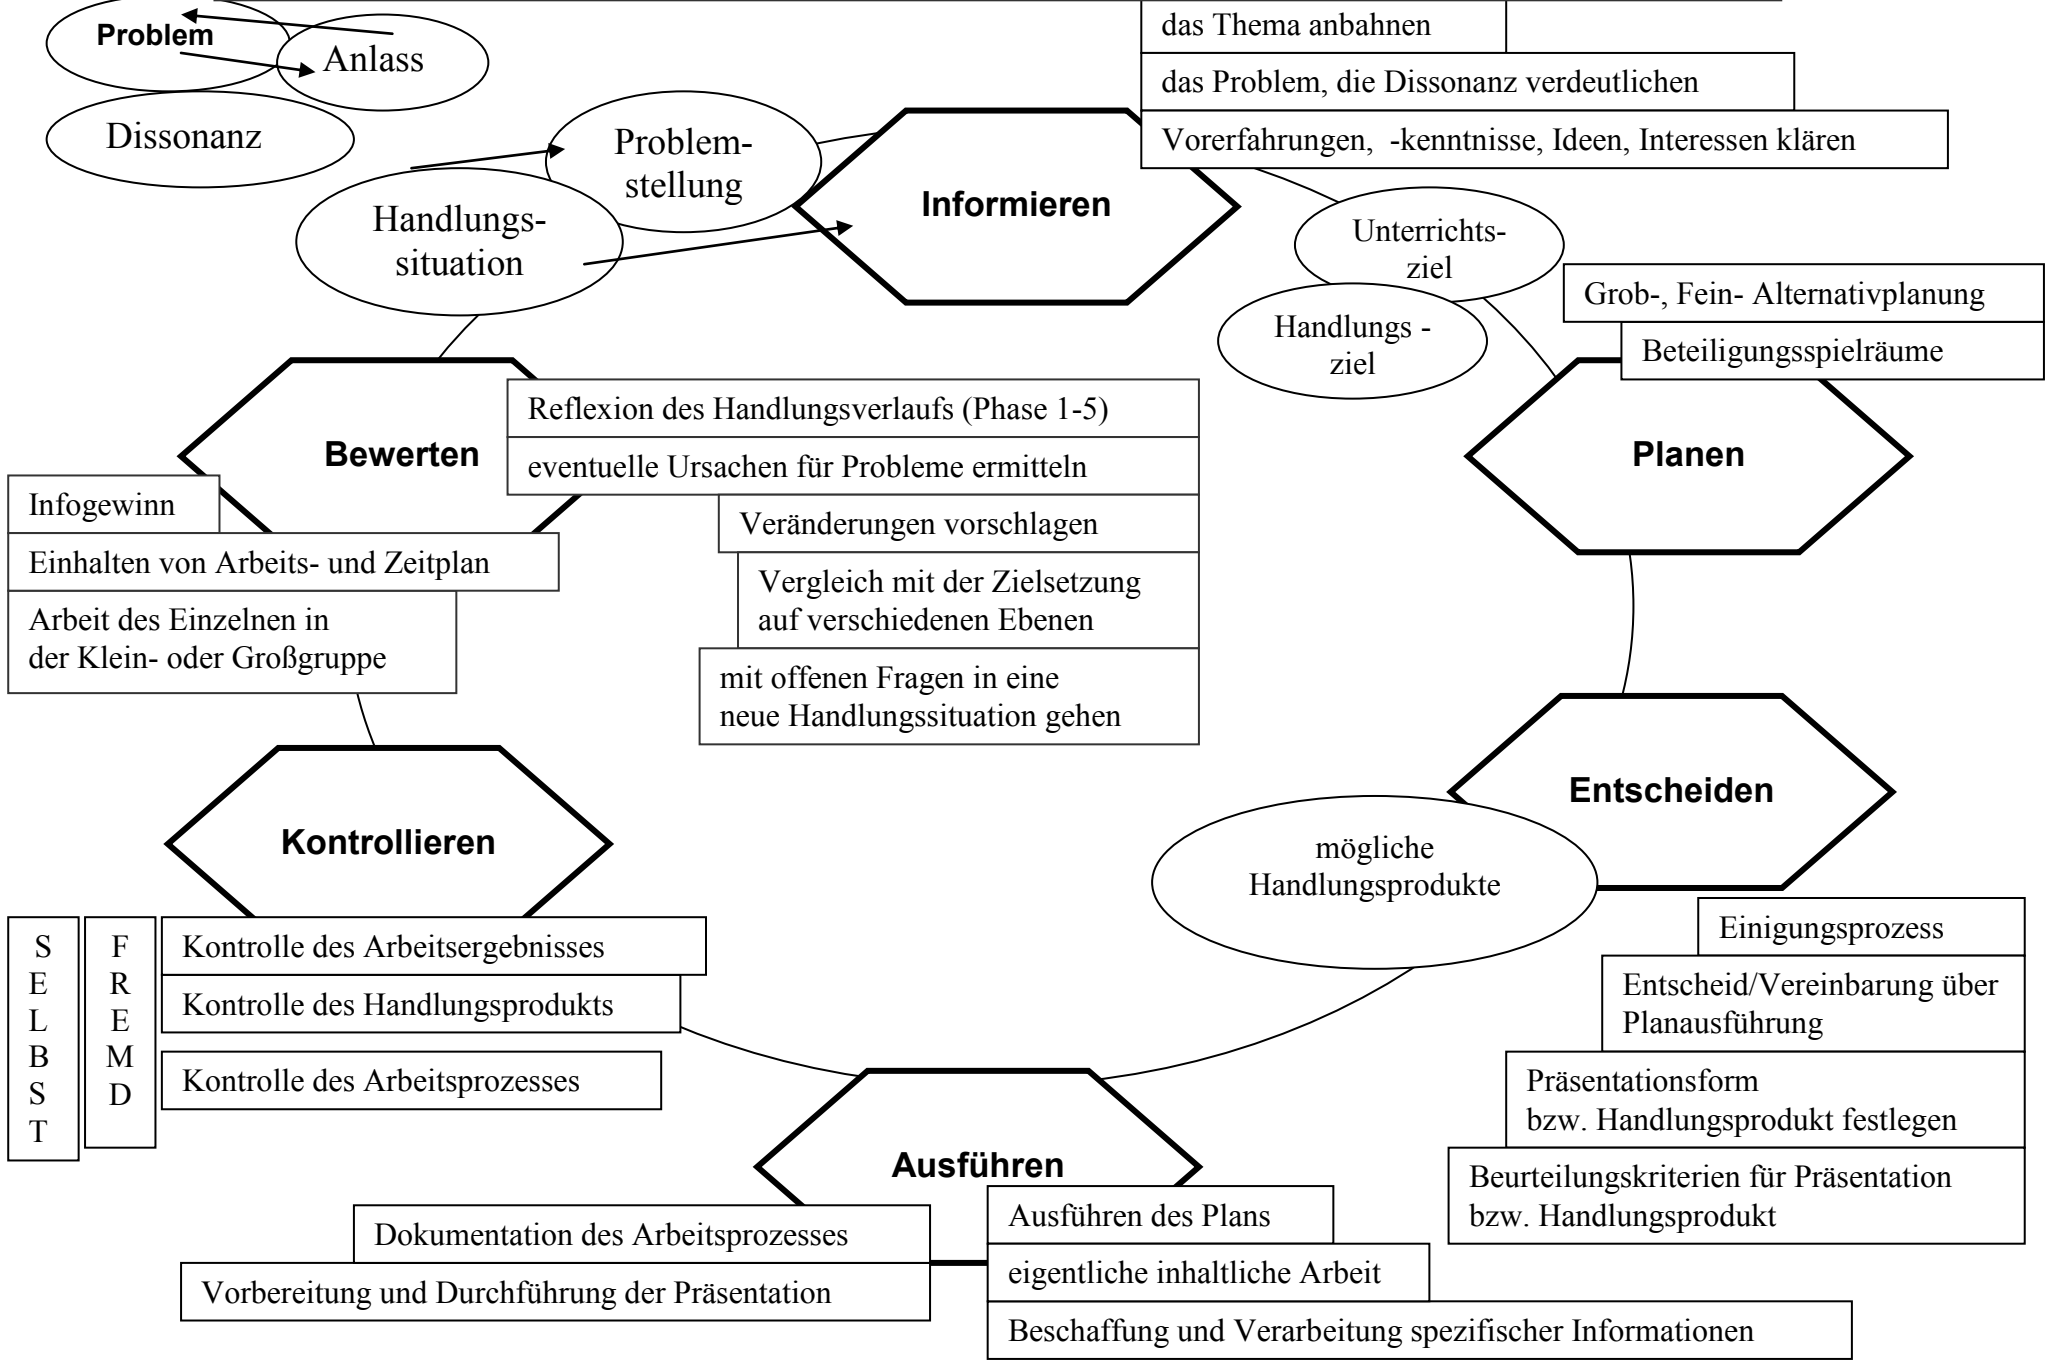 Problem
Anlass
Dissonanz
das Thema anbahnen
das Problem, die Dissonanz verdeutlichen
Vorerfahrungen, -kenntnisse, Ideen, Interessen klären
Problem-
stellung
Handlungs-
situation
Informieren
Unterrichts-
ziel
Handlungs -
ziel
Grob-, Fein- Alternativplanung
Beteiligungsspielräume
Planen
Bewerten
Reflexion des Handlungsverlaufs (Phase 1-5)
eventuelle Ursachen für Probleme ermitteln
Veränderungen vorschlagen
Vergleich mit der Zielsetzung
auf verschiedenen Ebenen
mit offenen Fragen in eine
neue Handlungssituation gehen
Infogewinn
Einhalten von Arbeits- und Zeitplan
Arbeit des Einzelnen in
der Klein- oder Großgruppe
Entscheiden
mögliche
Handlungsprodukte
Einigungsprozess
Entscheid/Vereinbarung über
Planausführung
Präsentationsform
bzw. Handlungsprodukt festlegen
Beurteilungskriterien für Präsentation
bzw. Handlungsprodukt
Kontrollieren
S
E
L
B
S
T
F
R
E
M
D
Kontrolle des Arbeitsergebnisses
Kontrolle des Handlungsprodukts
Kontrolle des Arbeitsprozesses
Ausführen
Dokumentation des Arbeitsprozesses
Vorbereitung und Durchführung der Präsentation
Ausführen des Plans
eigentliche inhaltliche Arbeit
Beschaffung und Verarbeitung spezifischer Informationen